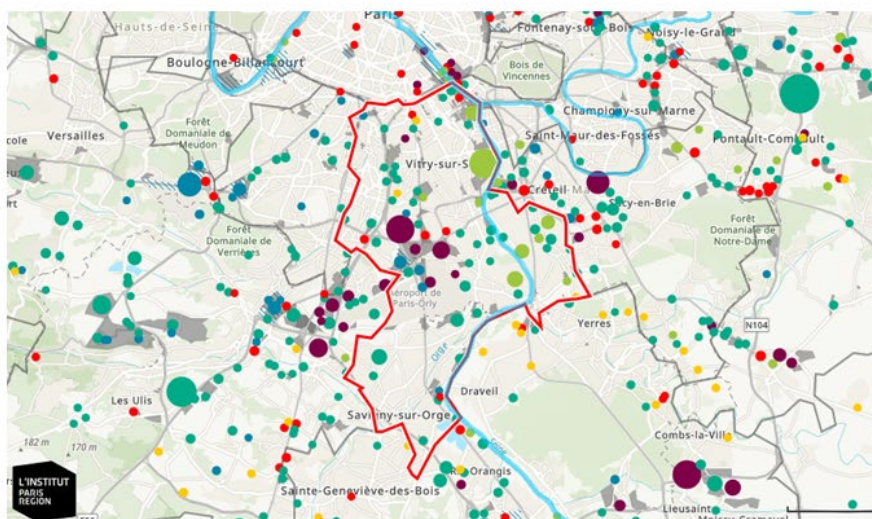 Paris
Hauts-de-Seine
Fontenay-sous-Bois
Noisy-le-Grand
Boulogne-Billancourt
Bois de
Vincennes
Champigny-sur-Marne
Forêt
Domaniale de
Meudon
Versailles
Saint-Maur-des-Fossés
Pontault-Combault
Vitry-sur-S
Créteil
Sucy-en-Brie
Forêt
Domaniale de
Verrières
Forêt
Domaniale de
Notre-Dame
Aéroport de
Paris-Orly
Yerres
N104
Orge
Draveil
Les Ulis
Savigny-sur-Orge
182 m
170 m
Combs-la-Vil
L'INSTITUT
PARIS
REGION
Orangis
Sainte-Geneviève-des-Bois
Lieusaint